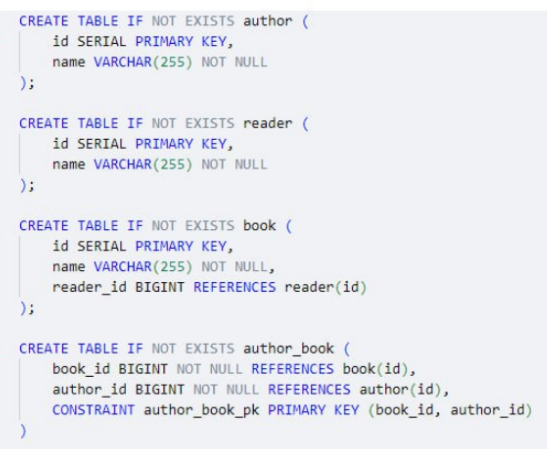 CREATE TABLE IF NOT EXISTS author (
    id SERIAL PRIMARY KEY,
    name VARCHAR(255) NOT NULL
);

CREATE TABLE IF NOT EXISTS reader (
    id SERIAL PRIMARY KEY,
    name VARCHAR(255) NOT NULL
);

CREATE TABLE IF NOT EXISTS book (
    id SERIAL PRIMARY KEY,
    name VARCHAR(255) NOT NULL,
    reader_id BIGINT REFERENCES reader(id)
);

CREATE TABLE IF NOT EXISTS author_book (
    book_id BIGINT NOT NULL REFERENCES book(id),
    author_id BIGINT NOT NULL REFERENCES author(id),
    CONSTRAINT author_book_pk PRIMARY KEY (book_id, author_id)
)